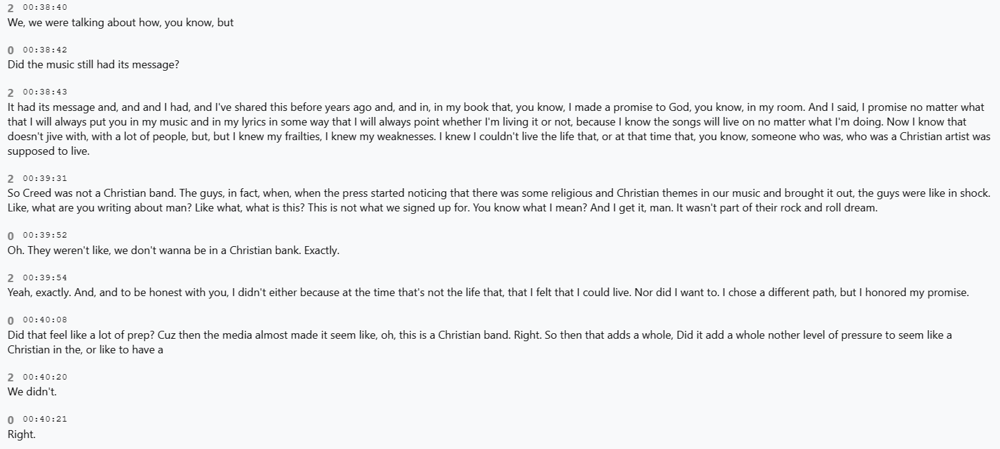 2 00:38:40
We, we were talking about how, you know, but
0 00:38:42
Did the music still had its message?
2 00:38:43
It had its message and, and and I had, and I've shared this before years ago and, and in, in my book that, you know, I made a promise to God, you know, in my room. And I said, I promise no matter what
that I will always put you in my music and in my lyrics in some way that I will always point whether I'm living it or not, because I know the songs will live on no matter what I'm doing. Now I know that
doesn't jive with, with a lot of people, but, but I knew my frailties, I knew my weaknesses. I knew I couldn't live the life that, or at that time that, you know, someone who was, who was a Christian artist was
supposed to live.
2 00:39:31
So Creed was not a Christian band. The guys, in fact, when, when the press started noticing that there was some religious and Christian themes in our music and brought it out, the guys were like in shock.
Like, what are you writing about man? Like what, what is this? This is not what we signed up for. You know what I mean? And I get it, man. It wasn't part of their rock and roll dream.
0 00:39:52
Oh. They weren't like, we don't wanna be in a Christian bank. Exactly.
2 00:39:54
Yeah, exactly. And, and to be honest with you, I didn't either because at the time that's not the life that, that I felt that I could live. Nor did I want to. I chose a different path, but I honored my promise.
0 00:40:08
Did that feel like a lot of prep? Cuz then the media almost made it seem like, oh, this is a Christian band. Right. So then that adds a whole, Did it add a whole nother level of pressure to seem like a
Christian in the, or like to have a
2 00:40:20
We didn't.
0 00:40:21
Right.